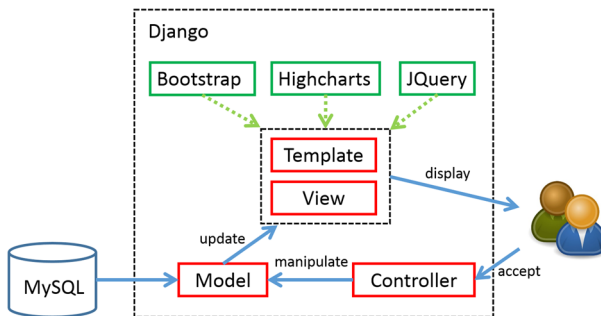 Django
Bootstrap
Highcharts
JQuery
Template
View
display
update
manipulate
accept
MySQL
Model
Controller